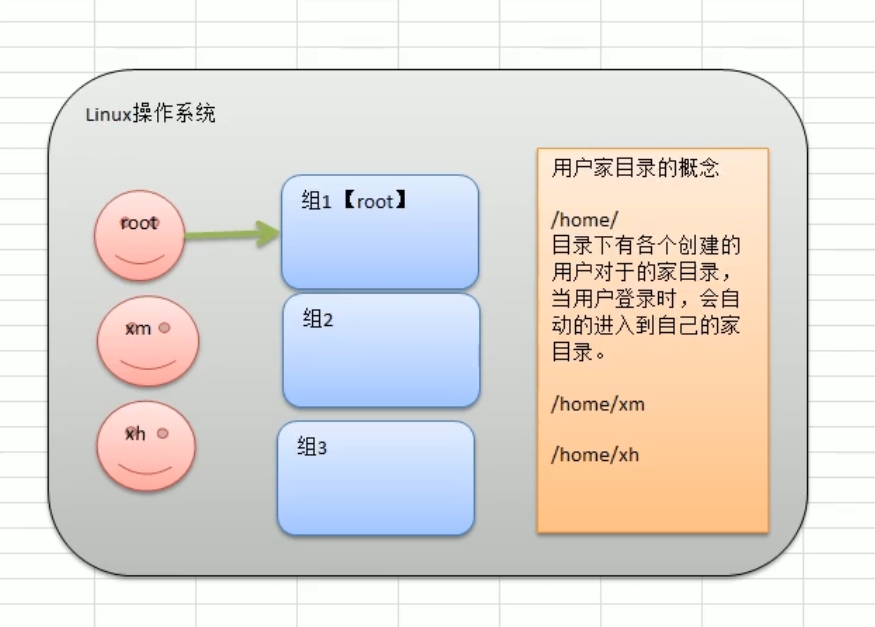 Linux操作系统
root
xm
xh
组1【root】
组2
组3
用户家目录的概念
/home/
目录下有各个创建的
用户对于的家目录，
当用户登录时，会自
动的进入到自己的家
目录。
/home/xm
/home/xh